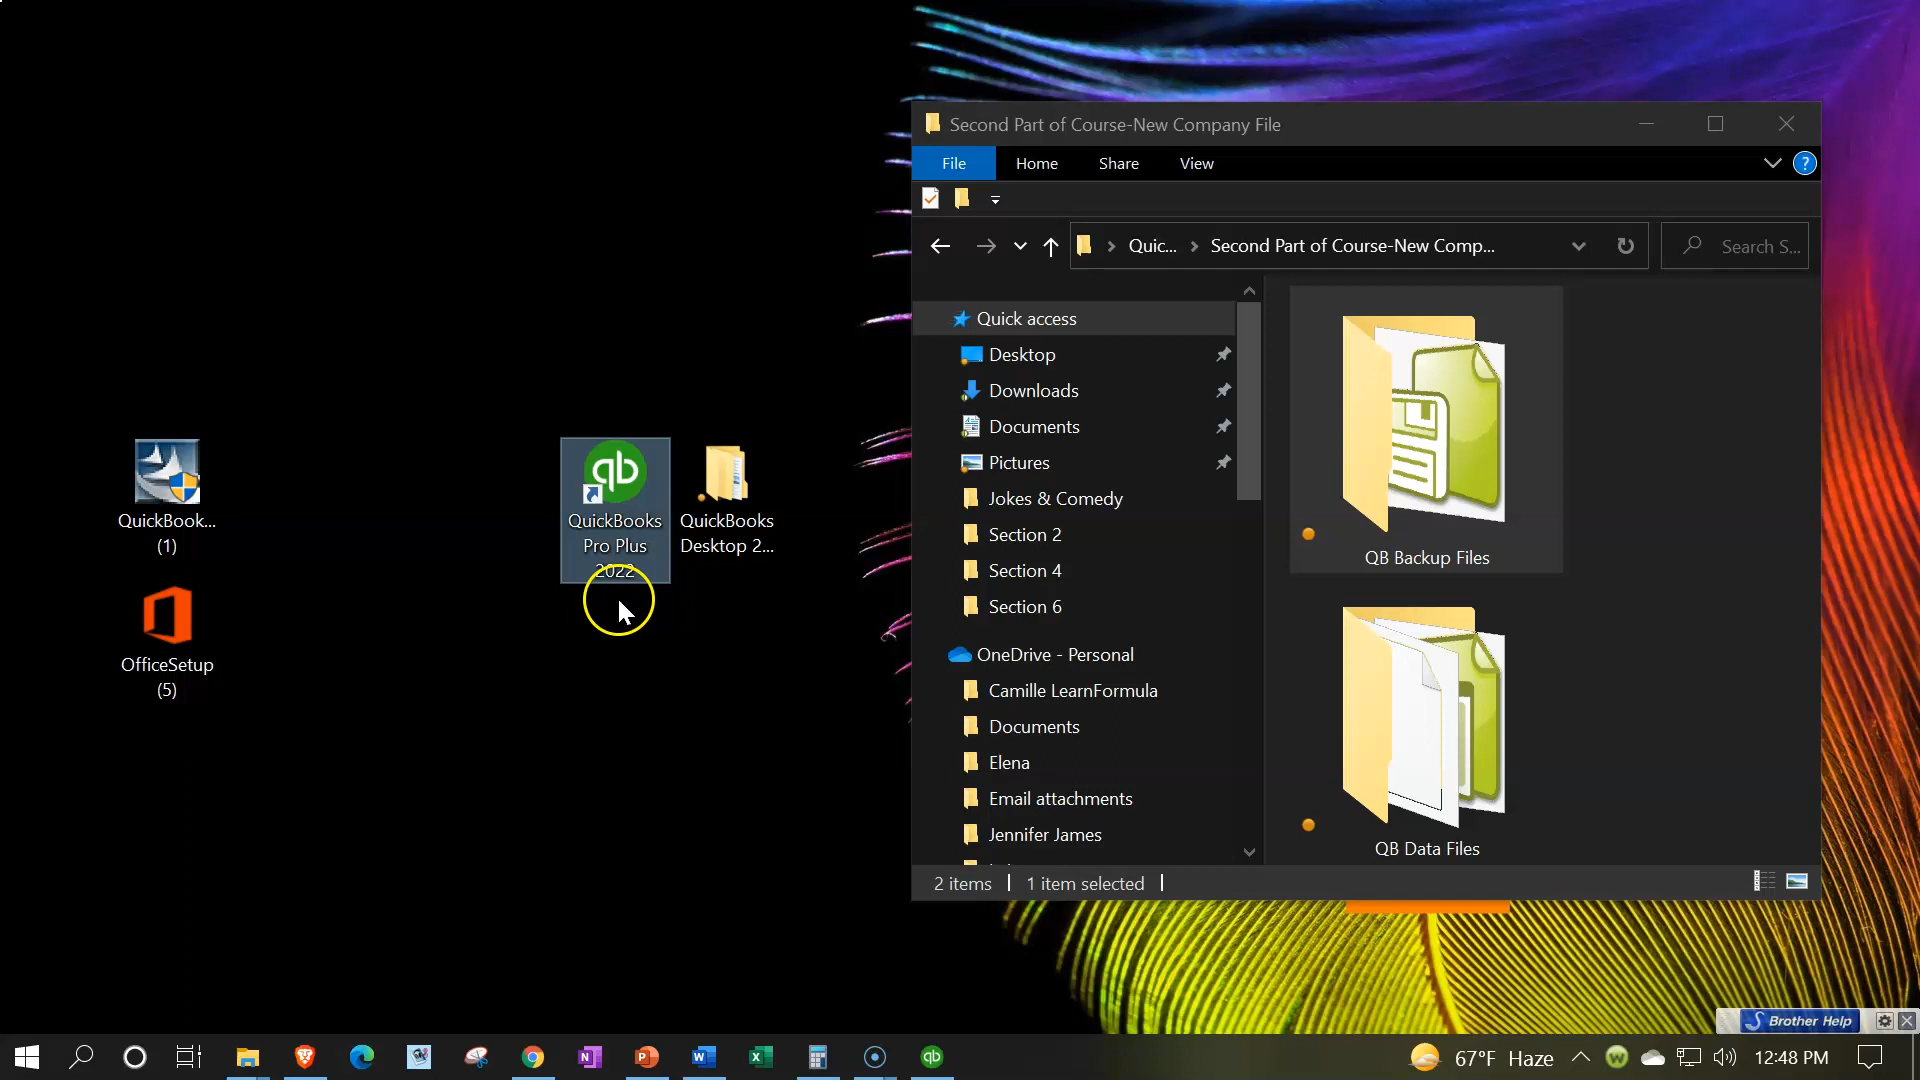 Second Part of Course-New Company File
File
Home
Share
View
Quic...
Second Part of Course-New Comp...
Search S...
Quick access
Desktop
Downloads
Documents
Pictures
Jokes & Comedy
Section 2
Section 4
Section 6
OneDrive - Personal
Camille LearnFormula
Documents
Elena
Email attachments
Jennifer James
QB Backup Files
QB Data Files
2 items
1 item selected
QuickBook...
(1)
OfficeSetup
(5)
qb
QuickBooks
Pro Plus
2022
QuickBooks
Desktop 2...
Brother Help
67°F Haze
12:48 PM